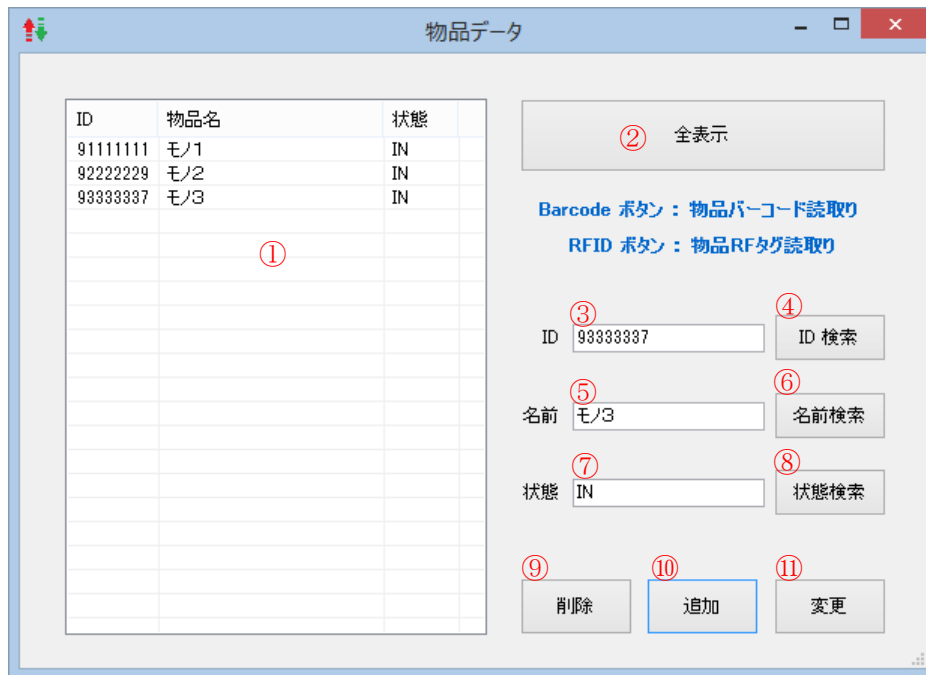 物品データ
ID 物品名 状態
91111111 モノ1 IN
92222229 モノ2 IN
93333337 モノ3 IN
①
② 全表示
Barcode ボタン : 物品バーコード読取り
RFID ボタン : 物品RFタグ読取り
③ ④
ID 93333337 ID 検索
⑤ ⑥
名前 モノ3 名前検索
⑦ ⑧
状態 IN 状態検索
⑨ ⑩ ⑪
削除 追加 変更